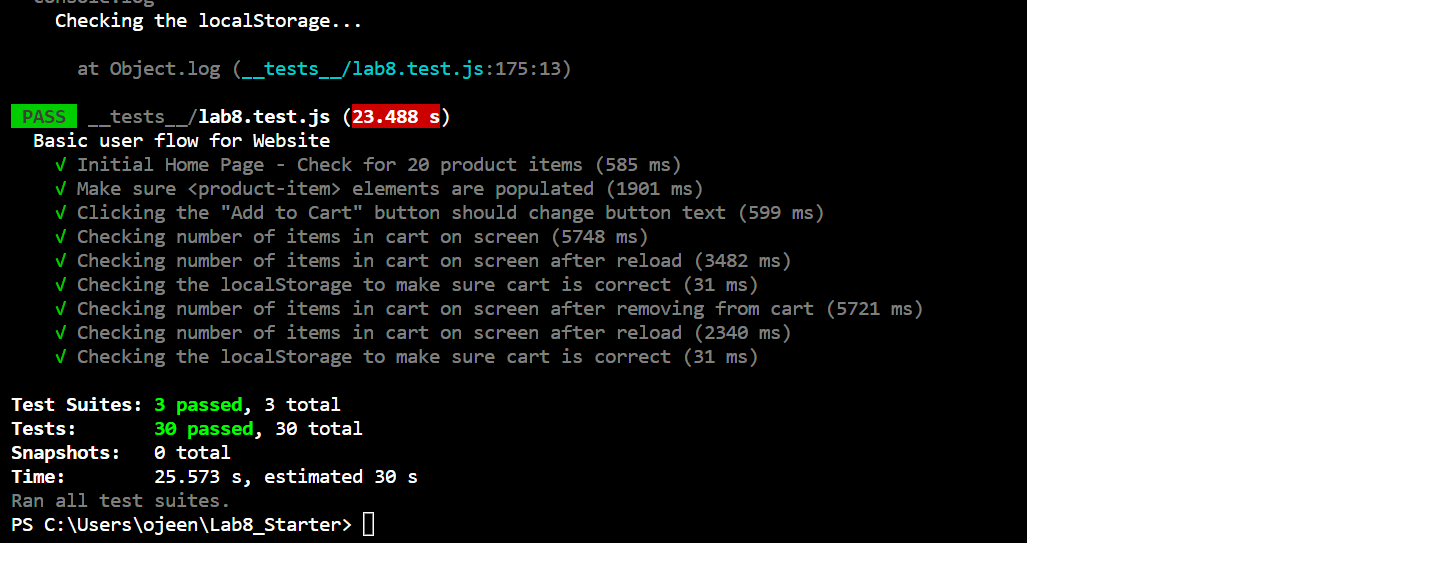 console.log
Checking the localStorage...
at Object.log (__tests__/lab8.test.js:175:13)
PASS __tests__/lab8.test.js (23.488 s)
Basic user flow for Website
√ Initial Home Page - Check for 20 product items (585 ms)
√ Make sure <product-item> elements are populated (1901 ms)
√ Clicking the "Add to Cart" button should change button text (599 ms)
√ Checking number of items in cart on screen (5748 ms)
√ Checking number of items in cart on screen after reload (3482 ms)
√ Checking the localStorage to make sure cart is correct (31 ms)
√ Checking number of items in cart on screen after removing from cart (5721 ms)
√ Checking number of items in cart on screen after reload (2340 ms)
√ Checking the localStorage to make sure cart is correct (31 ms)
Test Suites: 3 passed, 3 total
Tests: 30 passed, 30 total
Snapshots: 0 total
Time: 25.573 s, estimated 30 s
Ran all test suites.
PS C:\Users\ojeen\Lab8_Starter>